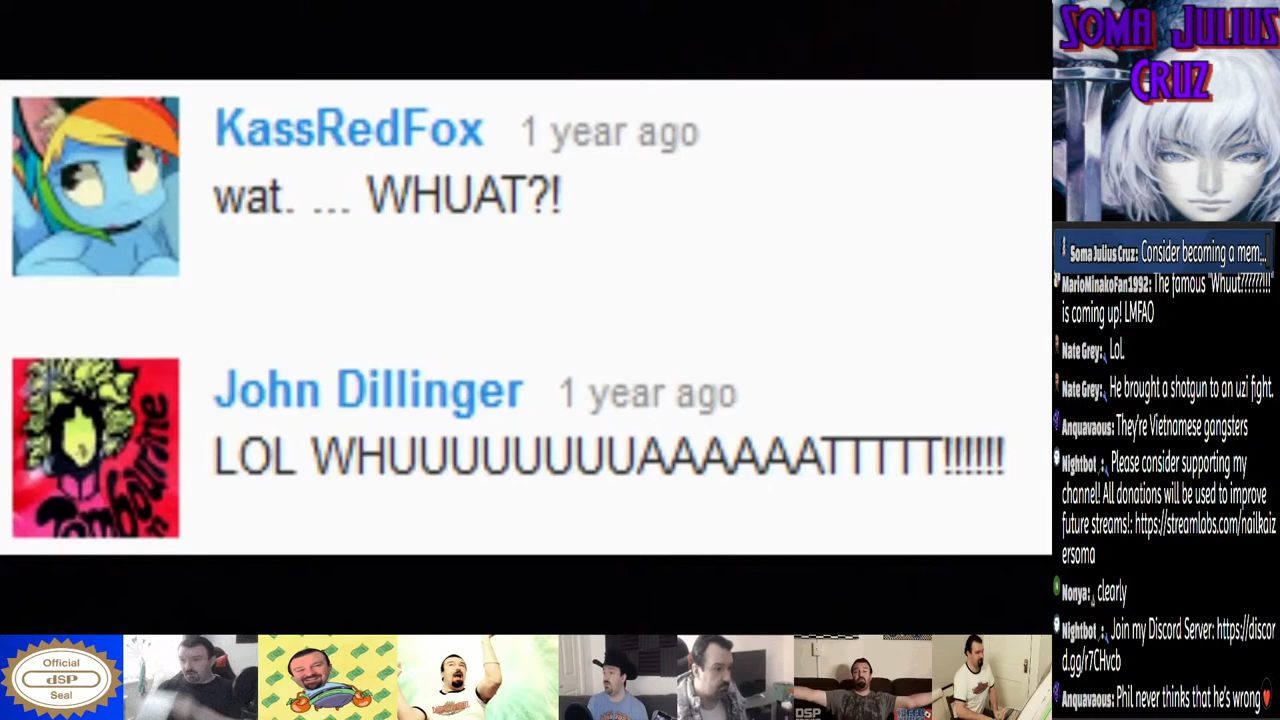 KassRedFox 1 year ago
wat. ... WHUAT?!
John Dillinger 1 year ago
LOL WHUUUUUUUUAAAAAATTTTT!!!!!!
Tambourine
SOMA JULIUS
CRUZ
Soma Julius Cruz: Consider becoming a mem...
MarioMinakoFan1992: The famous "Whuut??????!!!"
is coming up! LMFAO
Nate Grey: LoL
Nate Grey: He brought a shotgun to an uzi fight.
Anquavaous: They're Vietnamese gangsters
Nightbot: Please consider supporting my
channel! All donations will be used to improve
future streams!: https://streamlabs.com/nailkaiz
ersoma
Nonya: clearly
Nightbot: Join my Discord Server: https://discor
d.gg/r7CHvcb
Anquavaous: Phil never thinks that he's wrong♥
Official
dSP
Seal
DSP